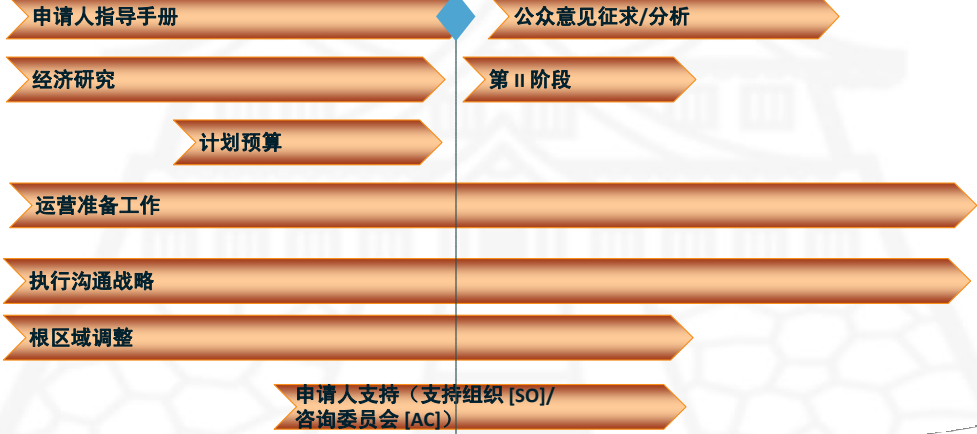 申请人指导手册
公众意见征求/分析
经济研究
第 II 阶段
计划预算
运营准备工作
执行沟通战略
根区域调整
申请人支持（支持组织 [SO]/
咨询委员会 [AC]）